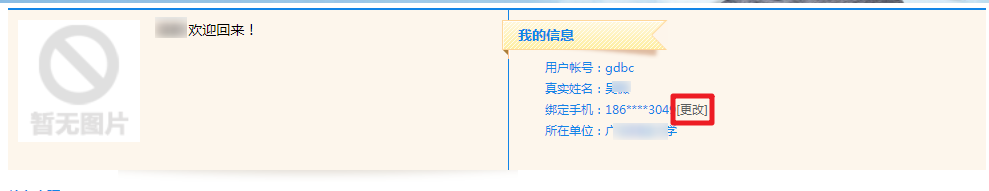 欢迎回来！
暂无图片
我的信息
用户帐号：gdbc
真实姓名：吴
绑定手机：186****304 [更改]
所在单位：广 学